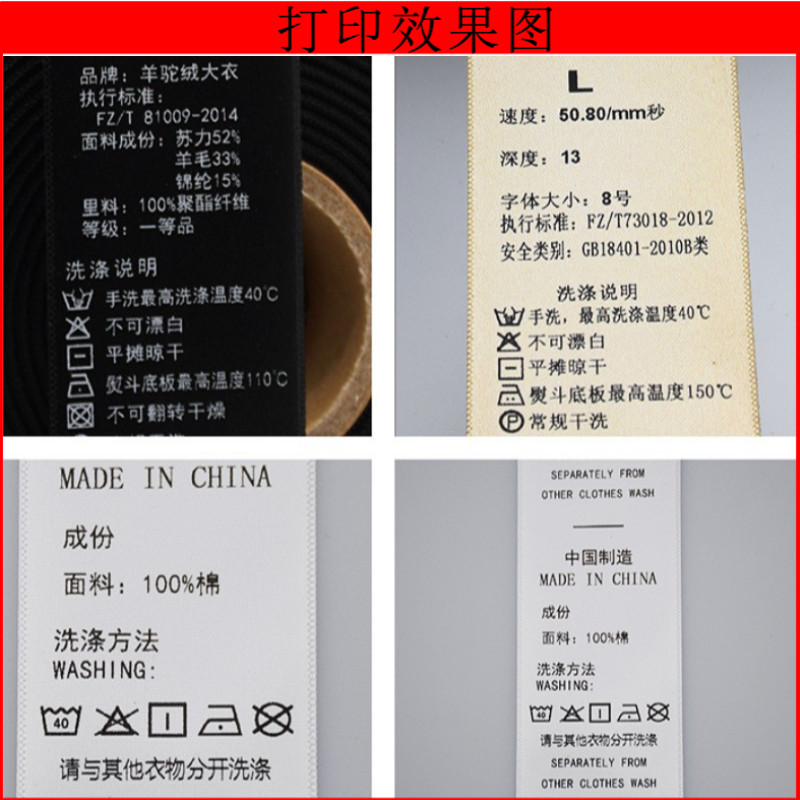 打印效果图
品牌：羊驼绒大衣
执行标准：
FZ/T 81009-2014
面料成份：苏力52%
羊毛33%
锦纶15%
里料：100%聚酯纤维
等级：一等品
洗涤说明
手洗最高洗涤温度40℃
不可漂白
平摊晾干
熨斗底板最高温度110℃
不可翻转干燥
L
速度：50.80/mm秒
深度：13
字体大小：8号
执行标准：FZ/T73018-2012
安全类别：GB18401-2010B类
洗涤说明
手洗，最高洗涤温度40℃
不可漂白
平摊晾干
熨斗底板最高温度150℃
P 常规干洗
MADE IN CHINA
成份
面料：100%棉
洗涤方法
WASHING:
40
请与其他衣物分开洗涤
SEPARATELY FROM
OTHER CLOTHES WASH
中国制造
MADE IN CHINA
成份
面料：100%棉
洗涤方法
WASHING:
40
请与其他衣物分开洗涤
SEPARATELY FROM
OTHER CLOTHES WASH